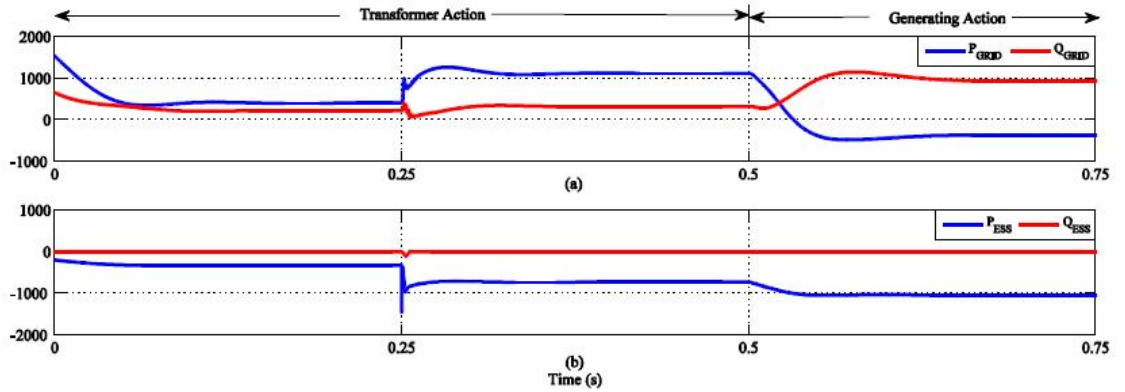 Transformer Action
Generating Action
2000
1000
0
-1000
P_GRID Q_GRID
0 0.25 0.5 0.75
(a)
1000
0
-1000
-2000
P_ESS Q_ESS
0 0.25 0.5 0.75
(b)
Time (s)